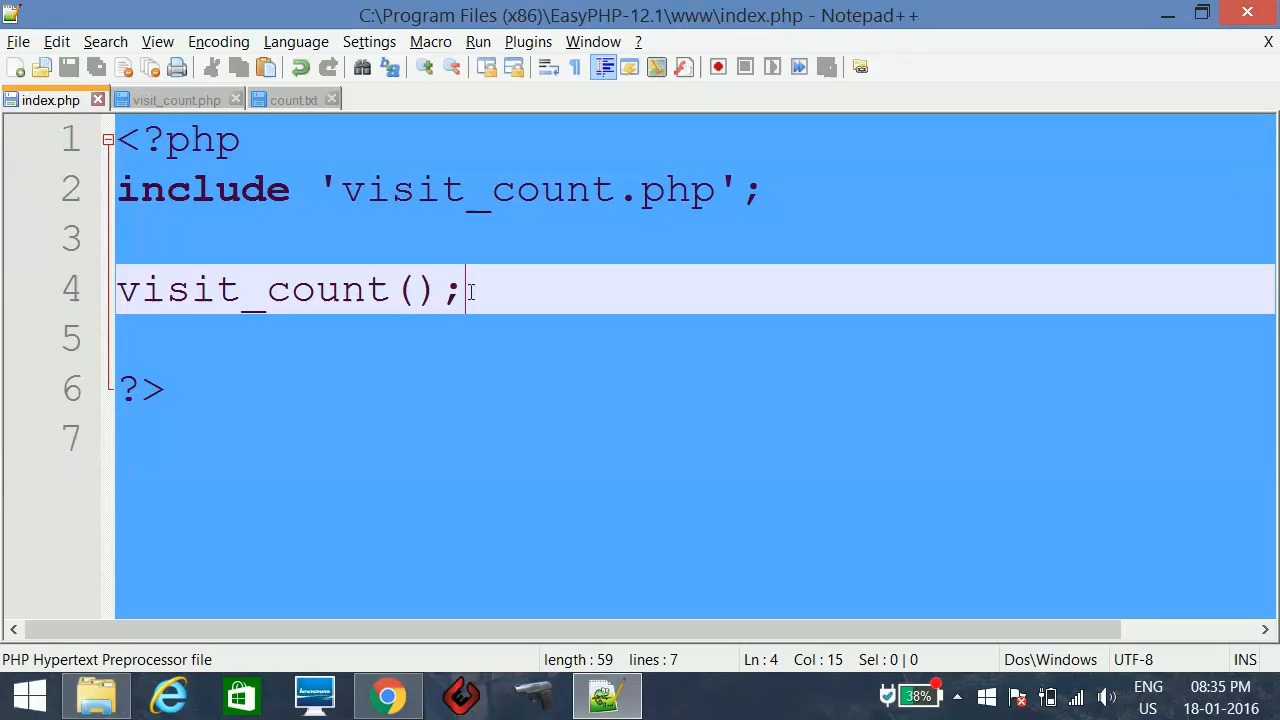 C:\Program Files (x86)\EasyPHP-12.1\www\index.php - Notepad++
File Edit Search View Encoding Language Settings Macro Run Plugins Window ? X
index.php visit_count.php count.txt
1 <?php
2 include 'visit_count.php';
3
4 visit_count();
5
6 ?>
7
PHP Hypertext Preprocessor file length : 59 lines : 7 Ln : 4 Col : 15 Sel : 0 | 0 Dos\Windows UTF-8 INS
38% ENG 08:35 PM
US 18-01-2016